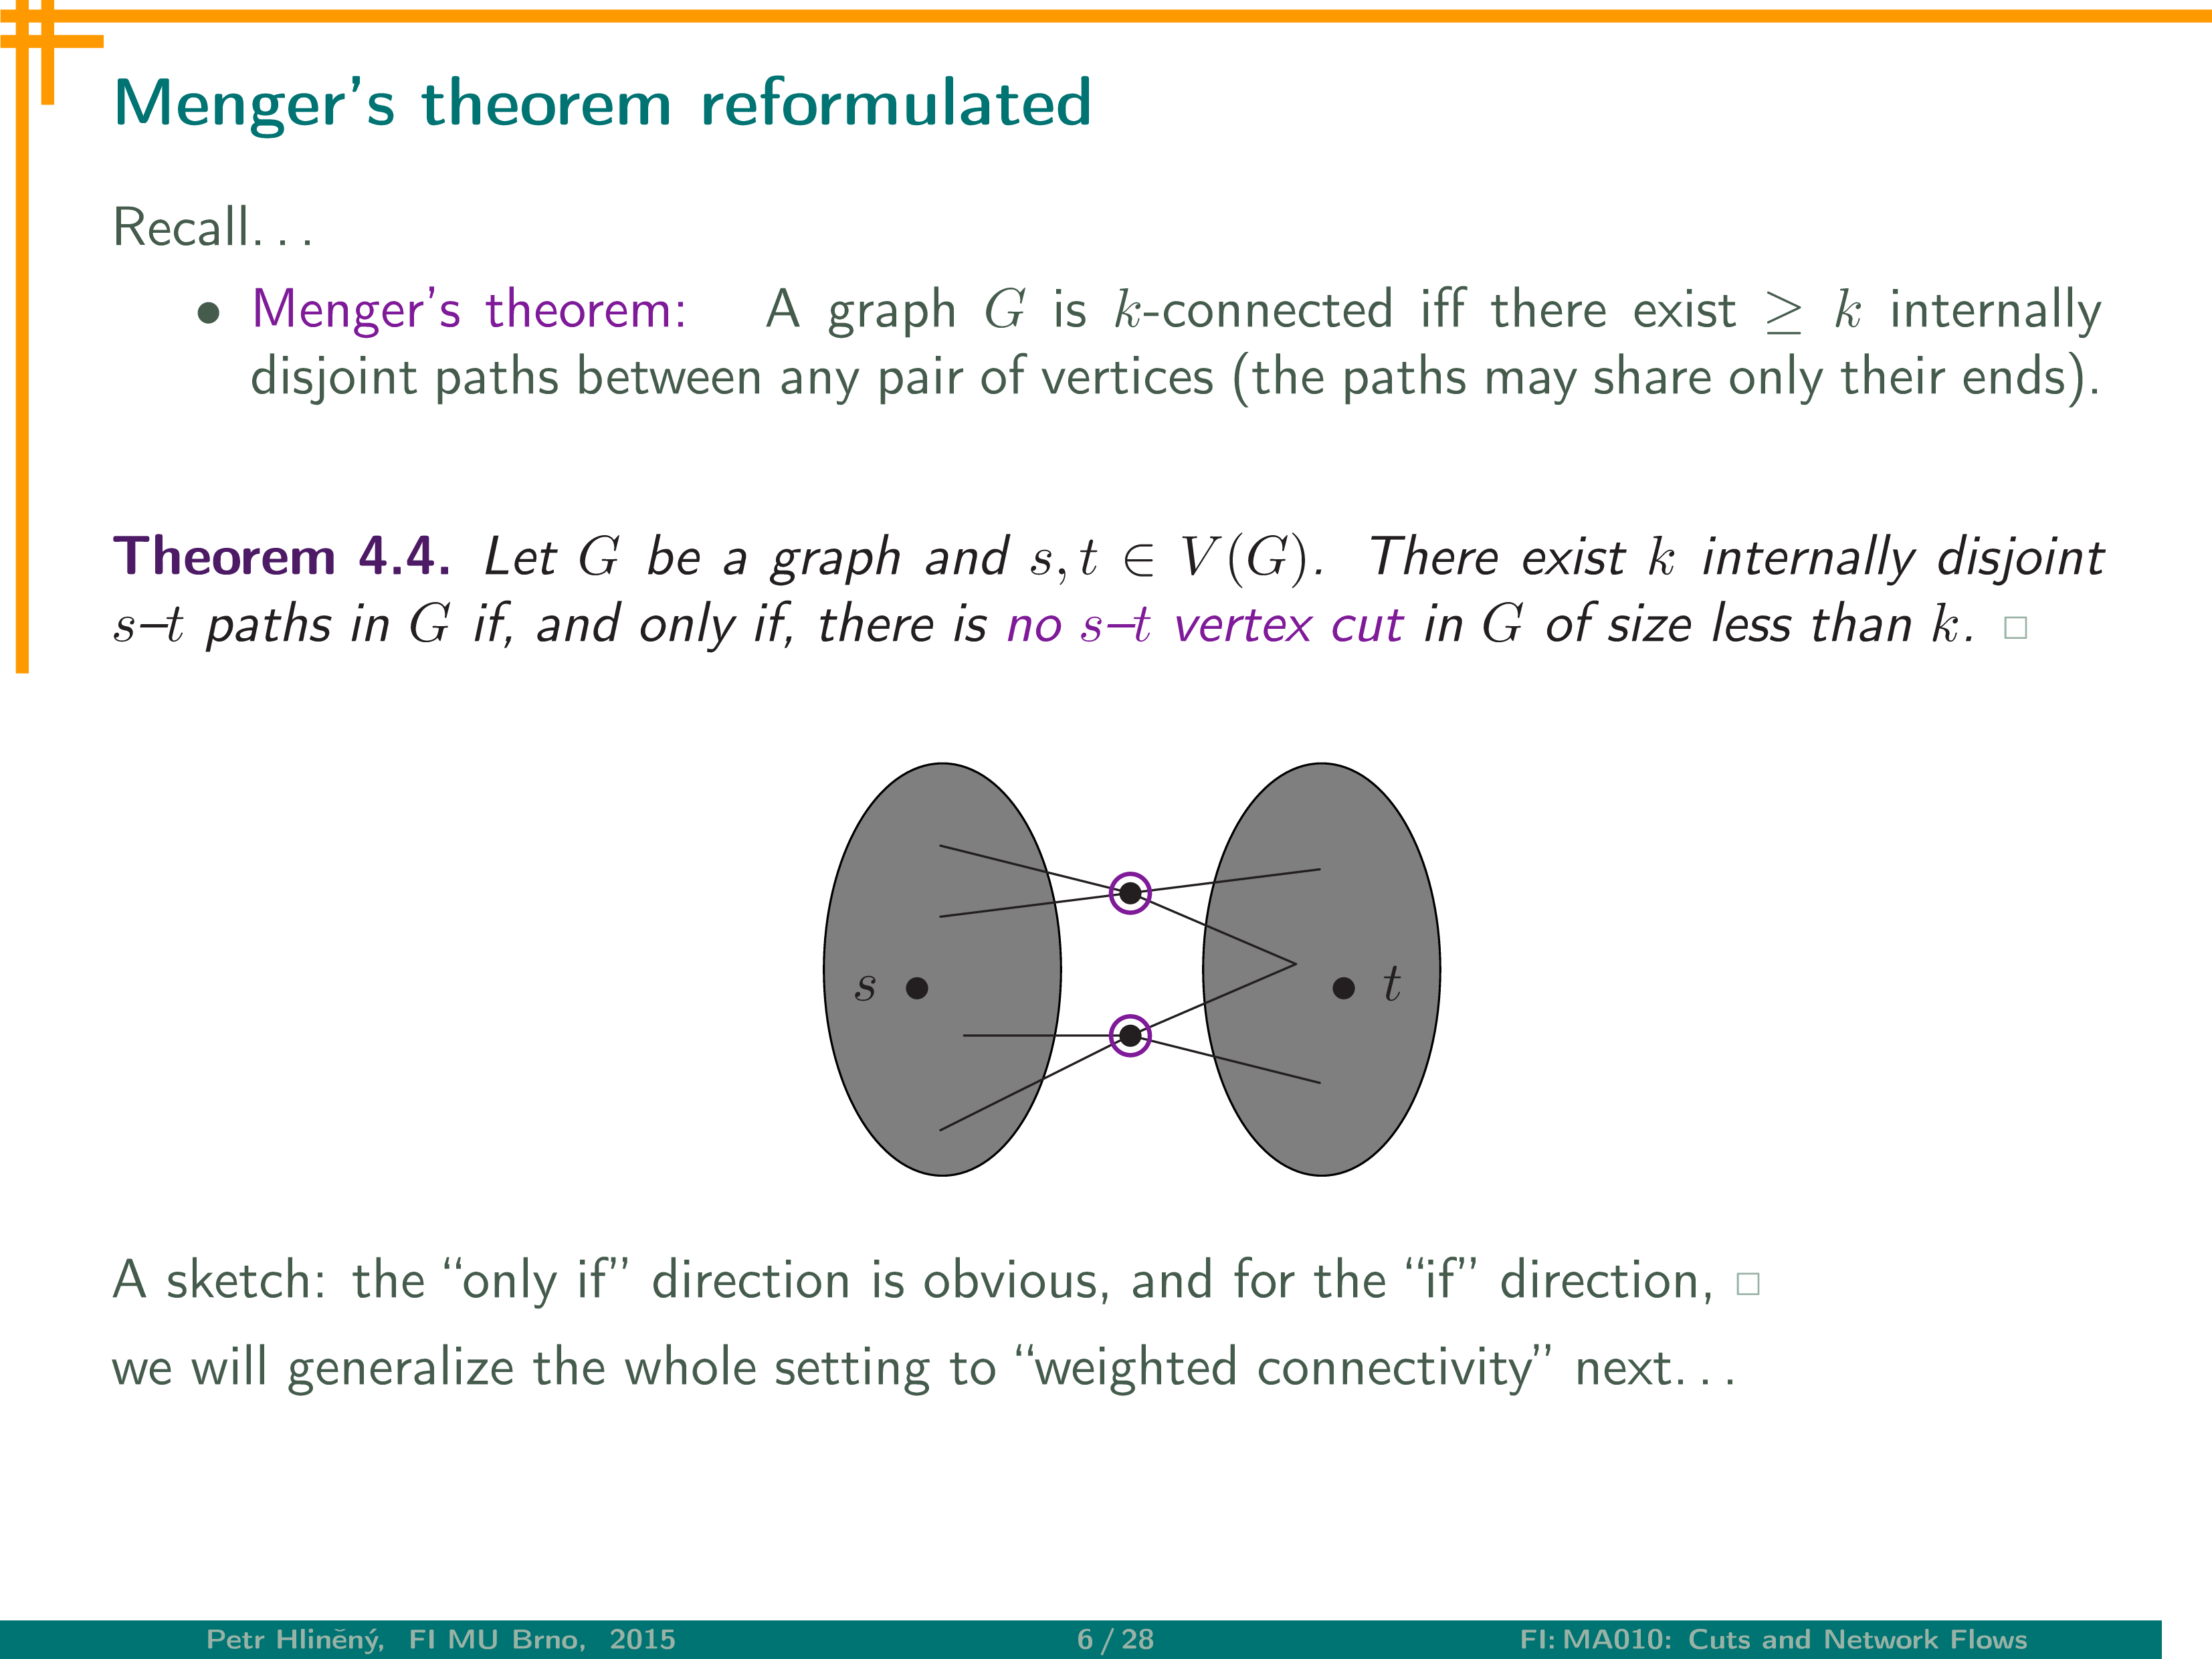 Menger's theorem reformulated
Recall. . .
• Menger's theorem: A graph G is k-connected iff there exist ≥ k internally
disjoint paths between any pair of vertices (the paths may share only their ends).
Theorem 4.4. Let G be a graph and s, t ∈ V(G). There exist k internally disjoint
s–t paths in G if, and only if, there is no s–t vertex cut in G of size less than k. □
s
t
A sketch: the “only if” direction is obvious, and for the “if” direction, □
we will generalize the whole setting to “weighted connectivity” next. . .
Petr Hliněný, FI MU Brno, 2015
6 / 28
FI: MA010: Cuts and Network Flows